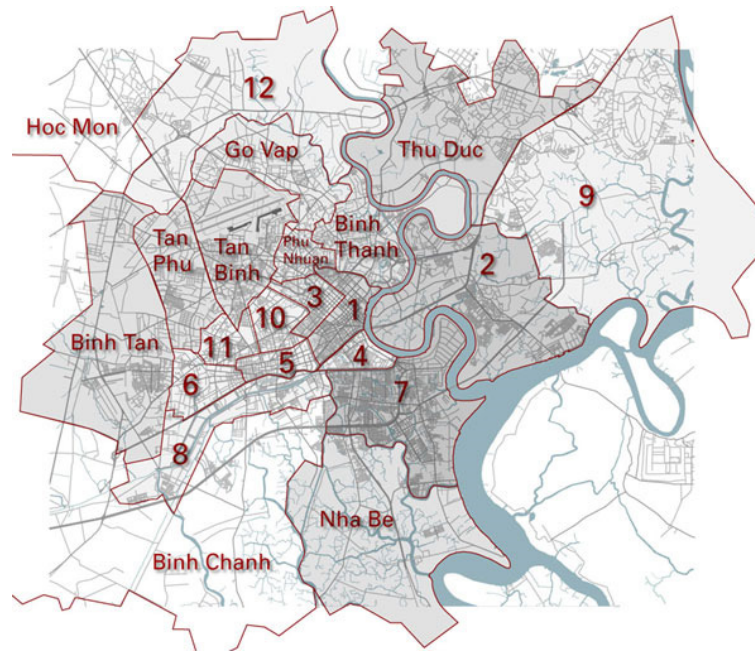 12
Hoc Mon
Go Vap
Thu Duc
9
Binh
Thanh
Tan
Phu
Tan
Binh
Phu
Nhuan
2
3
1
10
11
Binh Tan
5
4
6
7
8
Nha Be
Binh Chanh